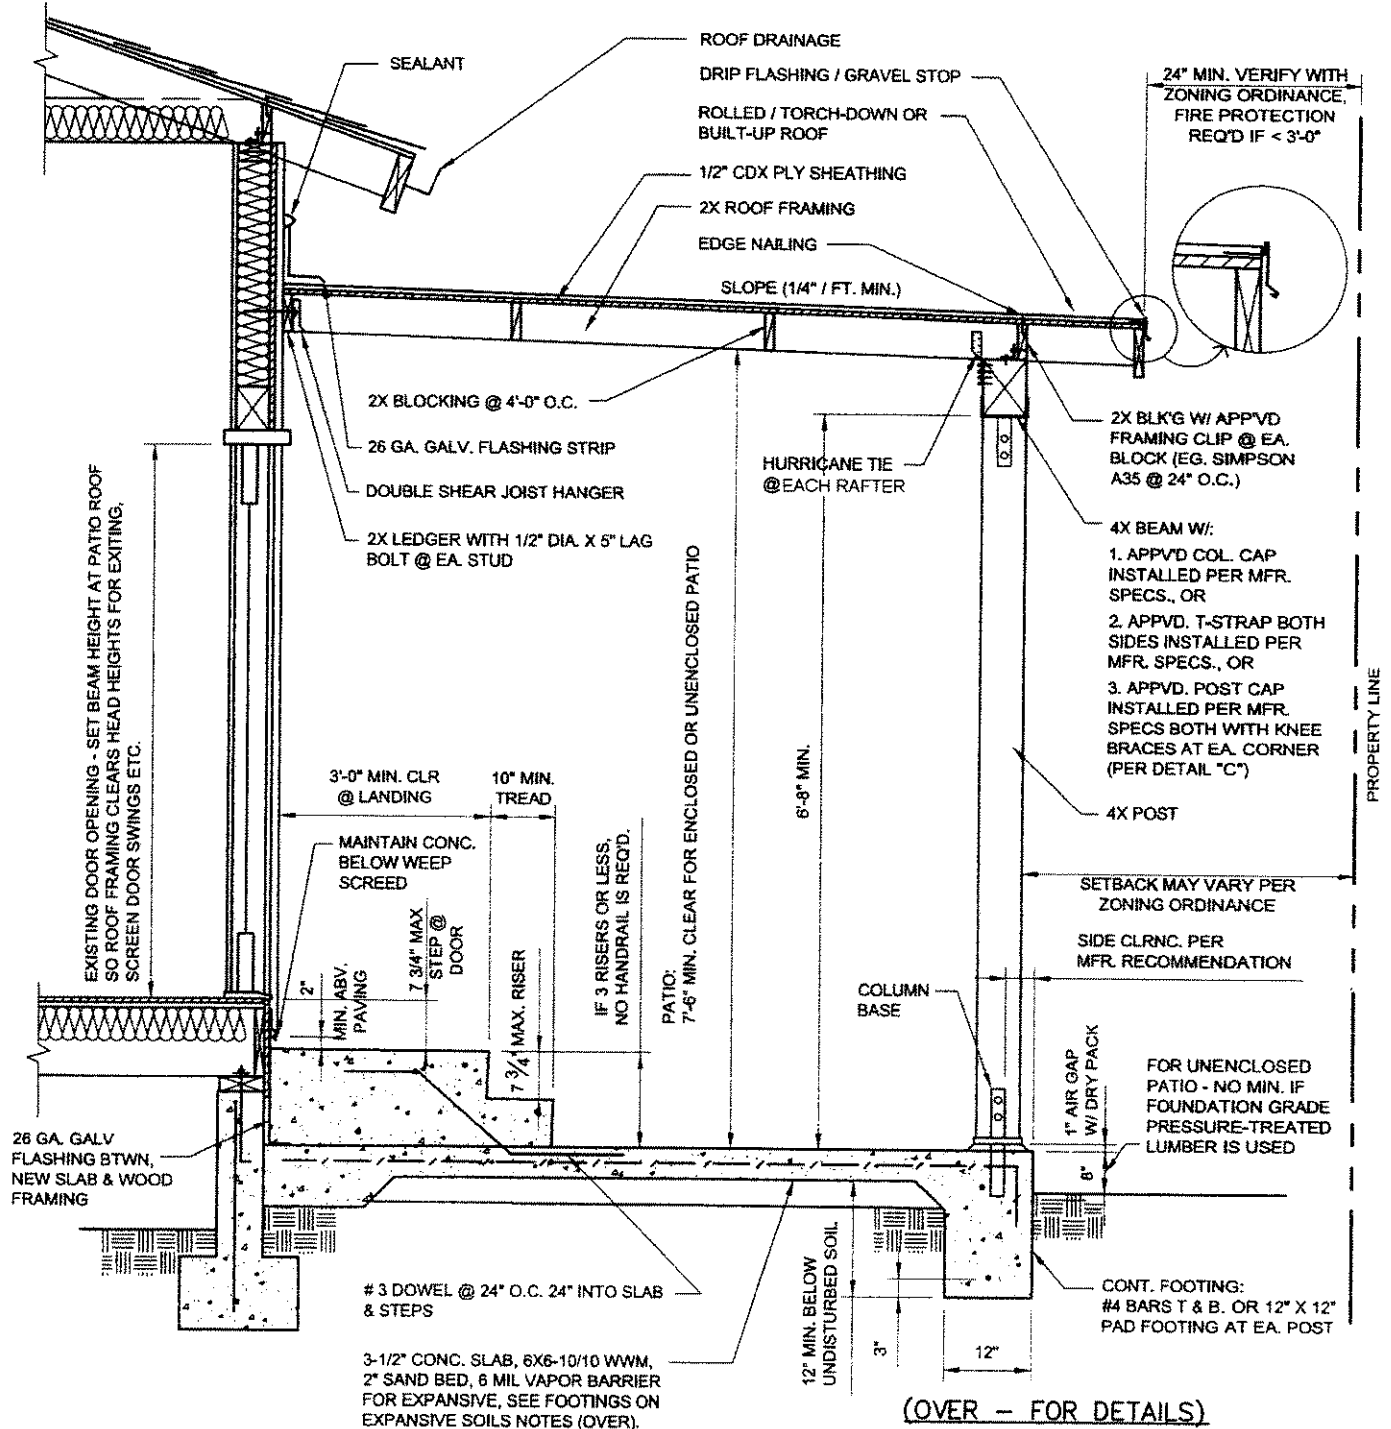 ROOF DRAINAGE
SEALANT
DRIP FLASHING / GRAVEL STOP
24" MIN. VERIFY WITH
ZONING ORDINANCE,
FIRE PROTECTION
REQ'D IF < 3'-0"
ROLLED / TORCH-DOWN OR
BUILT-UP ROOF
1/2" CDX PLY SHEATHING
2X ROOF FRAMING
EDGE NAILING
SLOPE (1/4" / FT. MIN.)
2X BLOCKING @ 4'-0" O.C.
26 GA. GALV. FLASHING STRIP
DOUBLE SHEAR JOIST HANGER
2X LEDGER WITH 1/2" DIA. X 5" LAG
BOLT @ EA. STUD
HURRICANE TIE
@EACH RAFTER
2X BLK'G W/ APP'VD
FRAMING CLIP @ EA.
BLOCK (EG. SIMPSON
A35 @ 24" O.C.)
4X BEAM W/:
1. APPV'D COL. CAP
INSTALLED PER MFR.
SPECS., OR
2. APPVD. T-STRAP BOTH
SIDES INSTALLED PER
MFR. SPECS., OR
3. APPVD. POST CAP
INSTALLED PER MFR.
SPECS BOTH WITH KNEE
BRACES AT EA. CORNER
(PER DETAIL "C")
4X POST
PROPERTY LINE
EXISTING DOOR OPENING - SET BEAM HEIGHT AT PATIO ROOF
SO ROOF FRAMING CLEARS HEAD HEIGHTS FOR EXITING,
SCREEN DOOR SWINGS ETC.
3'-0" MIN. CLR
@ LANDING
10" MIN.
TREAD
MAINTAIN CONC.
BELOW WEEP
SCREED
2"
MIN. ABV.
PAVING
7 3/4" MAX
STEP @
DOOR
7 3/4" MAX. RISER
IF 3 RISERS OR LESS,
NO HANDRAIL IS REQ'D.
PATIO:
7'-6" MIN. CLEAR FOR ENCLOSED OR UNENCLOSED PATIO
6'-8" MIN.
SETBACK MAY VARY PER
ZONING ORDINANCE
SIDE CLRNC. PER
MFR. RECOMMENDATION
COLUMN
BASE
1" AIR GAP
W/ DRY PACK
8"
FOR UNENCLOSED
PATIO - NO MIN. IF
FOUNDATION GRADE
PRESSURE-TREATED
LUMBER IS USED
26 GA. GALV
FLASHING BTWN,
NEW SLAB & WOOD
FRAMING
# 3 DOWEL @ 24" O.C. 24" INTO SLAB
& STEPS
3-1/2" CONC. SLAB, 6X6-10/10 WWM,
2" SAND BED, 6 MIL VAPOR BARRIER
FOR EXPANSIVE, SEE FOOTINGS ON
EXPANSIVE SOILS NOTES (OVER).
12" MIN. BELOW
UNDISTURBED SOIL
3"
12"
CONT. FOOTING:
#4 BARS T & B. OR 12" X 12"
PAD FOOTING AT EA. POST
(OVER - FOR DETAILS)